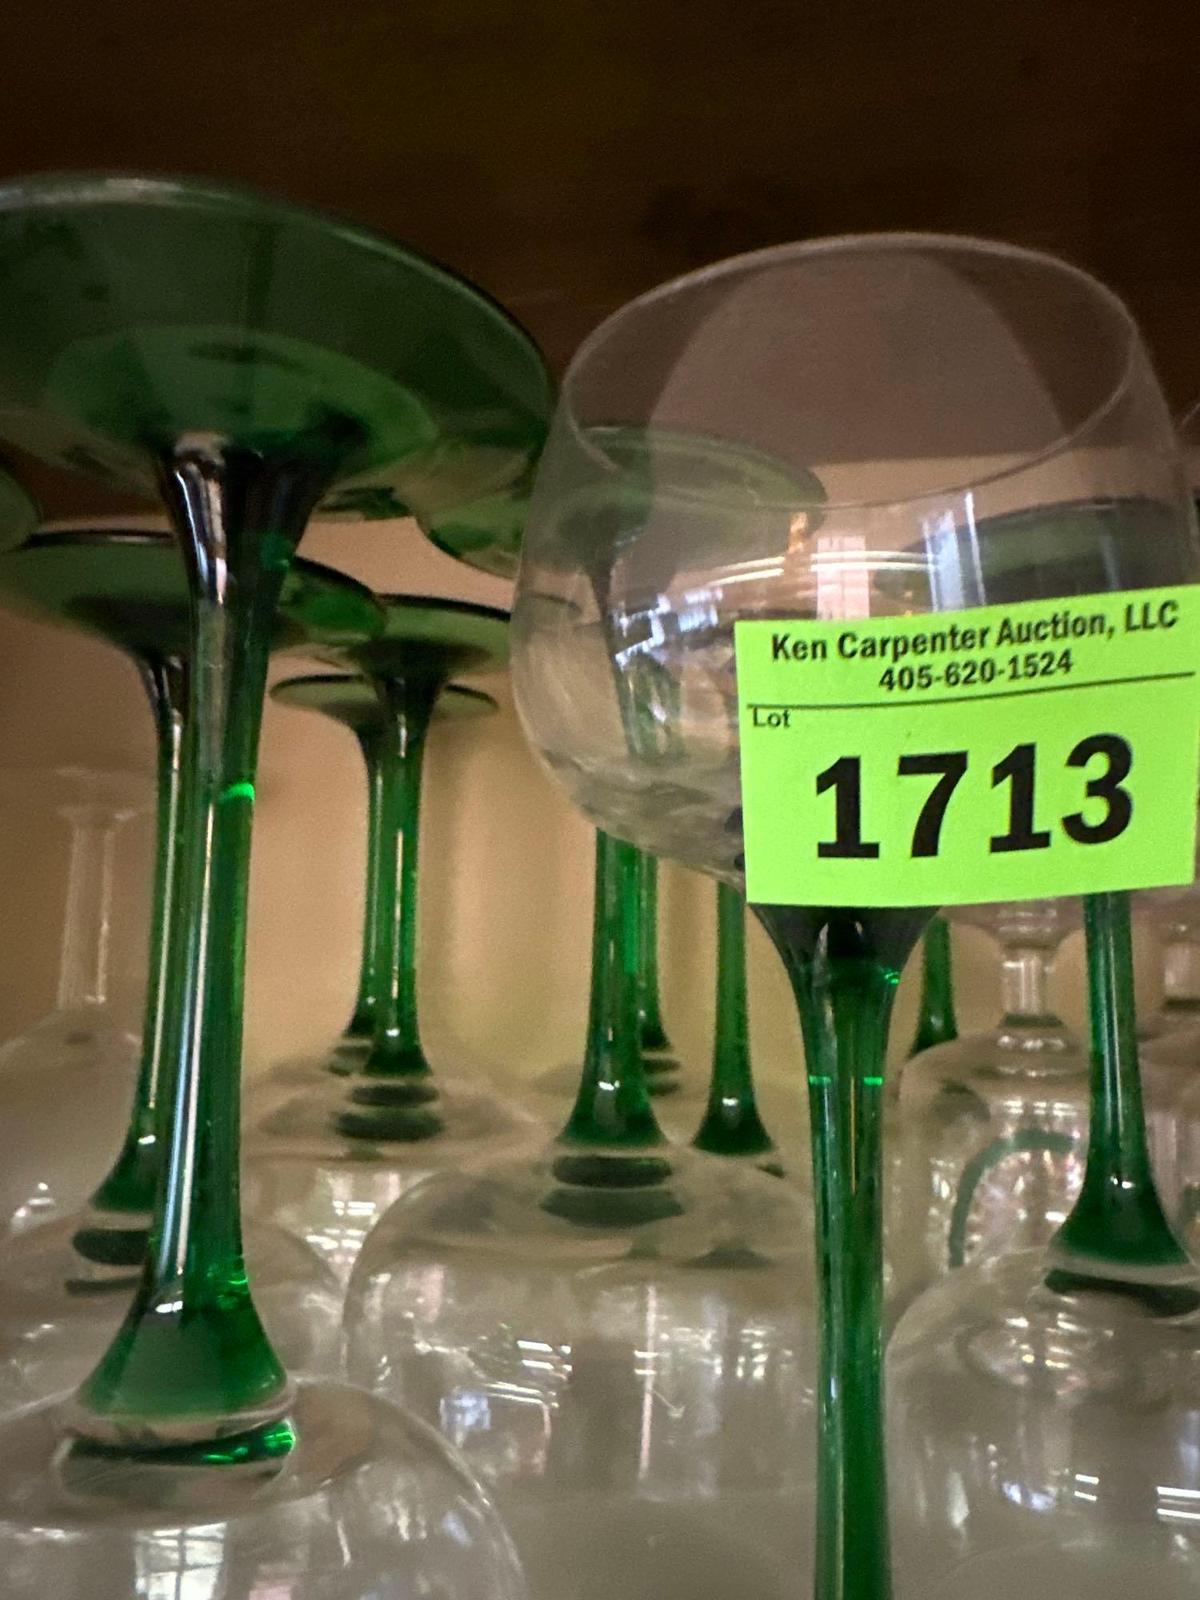 Ken Carpenter Auction, LLC
405-620-1524
Lot
1713